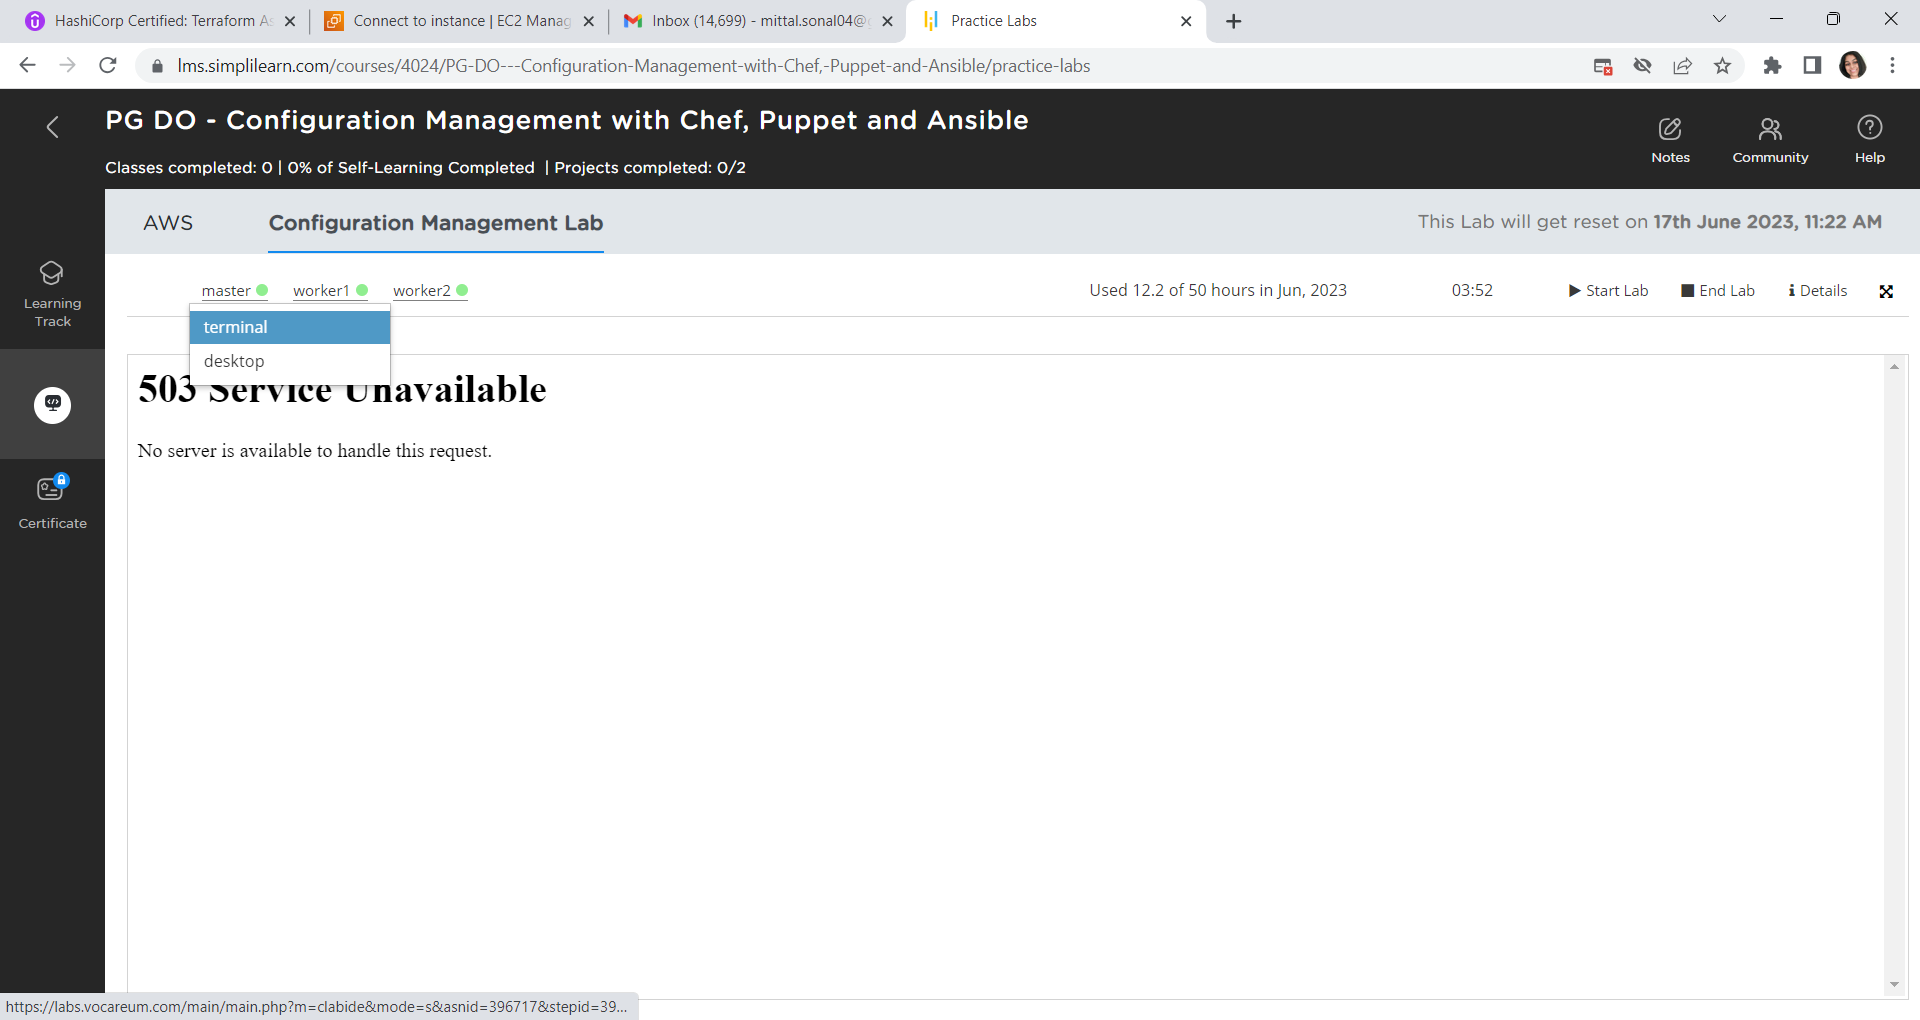 HashiCorp Certified: Terraform As
Connect to instance | EC2 Manag
Inbox (14,699) - mittal.sonal04@g
Practice Labs
lms.simplilearn.com/courses/4024/PG-DO---Configuration-Management-with-Chef,-Puppet-and-Ansible/practice-labs
PG DO - Configuration Management with Chef, Puppet and Ansible
Classes completed: 0 | 0% of Self-Learning Completed | Projects completed: 0/2
Notes
Community
Help
AWS
Configuration Management Lab
This Lab will get reset on 17th June 2023, 11:22 AM
Learning
Track
Certificate
master
worker1
worker2
Used 12.2 of 50 hours in Jun, 2023
03:52
Start Lab
End Lab
Details
terminal
desktop
503 Service Unavailable
No server is available to handle this request.
https://labs.vocareum.com/main/main.php?m=clabide&mode=s&asnid=396717&stepid=39...